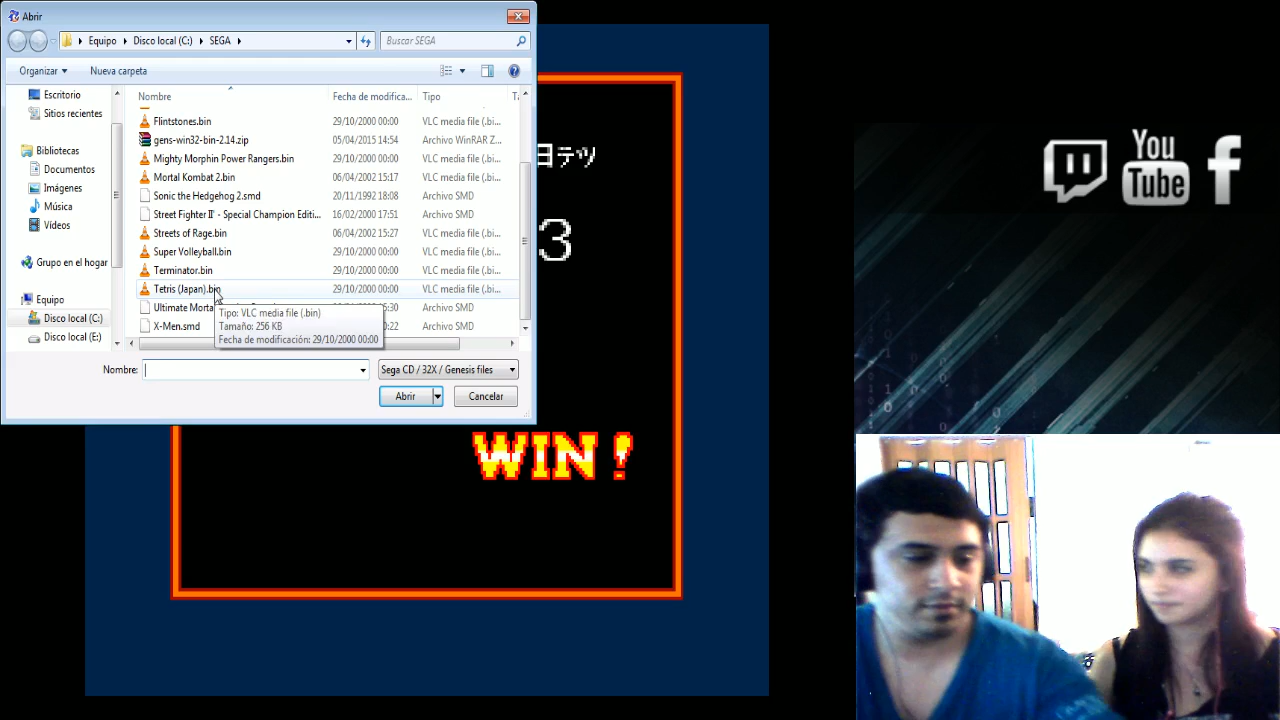 Abrir
Equipo
Disco local (C:)
SEGA
Buscar SEGA
Organizar
Nueva carpeta
Escritorio
Sitios recientes
Bibliotecas
Documentos
Imágenes
Música
Vídeos
Grupo en el hogar
Equipo
Disco local (C:)
Disco local (E:)
Nombre Fecha de modifica... Tipo
Flintstones.bin 29/10/2000 00:00 VLC media file (.bi...
gens-win32-bin-2.14.zip 05/04/2015 14:54 Archivo WinRAR Z...
Mighty Morphin Power Rangers.bin 29/10/2000 00:00 VLC media file (.bi...
Mortal Kombat 2.bin 06/04/2002 15:17 VLC media file (.bi...
Sonic the Hedgehog 2.smd 20/11/1992 18:08 Archivo SMD
Street Fighter II' - Special Champion Editi... 16/02/2000 17:51 Archivo SMD
Streets of Rage.bin 06/04/2002 15:27 VLC media file (.bi...
Super Volleyball.bin 29/10/2000 00:00 VLC media file (.bi...
Terminator.bin 29/10/2000 00:00 VLC media file (.bi...
Tetris (Japan).bin 29/10/2000 00:00 VLC media file (.bi...
Ultimate Archivo SMD
X-Men.smd Archivo SMD
Tipo: VLC media file (.bin)
Tamaño: 256 KB
Fecha de modificación: 29/10/2000 00:00
Nombre:
Sega CD / 32X / Genesis files
Abrir
Cancelar
3
WIN !
You
Tube
f